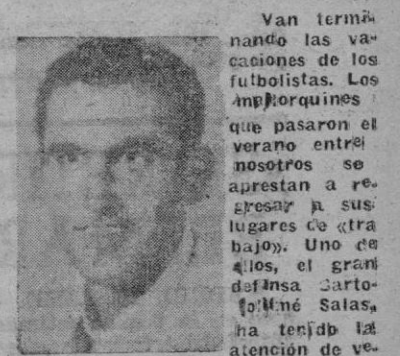 Van termi-
nando las va-
caciones de los
futbolistas. Los
mallorquines
que pasaron el
verano entre
nosotros se
aprestan a re-
gresar a sus
lugares de «tra
bajo». Uno de
ellos, el gran
defensa Barto-
lomé Salas,
ha tenido la
atención de ve-